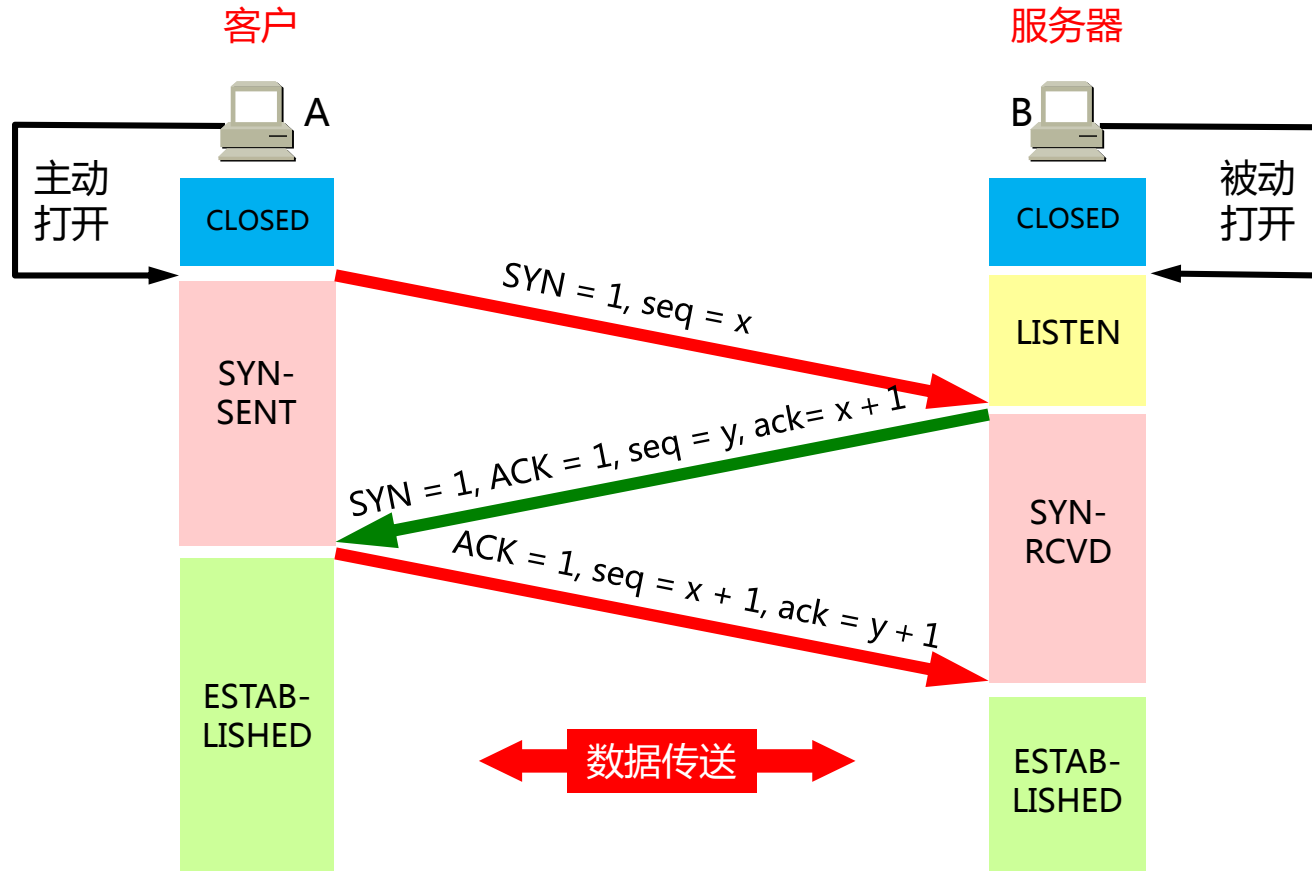 客户
服务器
A
B
主动
打开
被动
打开
CLOSED
CLOSED
SYN = 1, seq = x
LISTEN
SYN-
SENT
SYN = 1, ACK = 1, seq = y, ack= x + 1
SYN-
RCVD
ACK = 1, seq = x + 1, ack = y + 1
ESTAB-
LISHED
数据传送
ESTAB-
LISHED